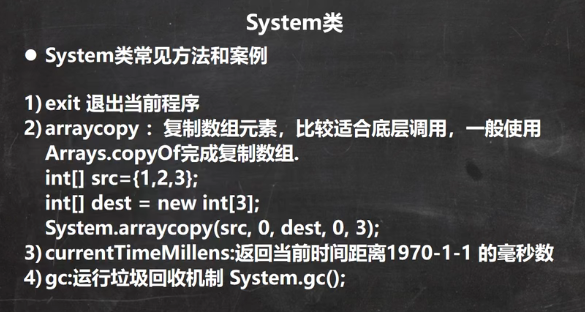 System类
● System类常见方法和案例
1) exit 退出当前程序
2) arraycopy ：复制数组元素，比较适合底层调用，一般使用
Arrays.copyOf完成复制数组.
int[] src={1,2,3};
int[] dest = new int[3];
System.arraycopy(src, 0, dest, 0, 3);
3) currentTimeMillens:返回当前时间距离1970-1-1 的毫秒数
4) gc:运行垃圾回收机制 System.gc();